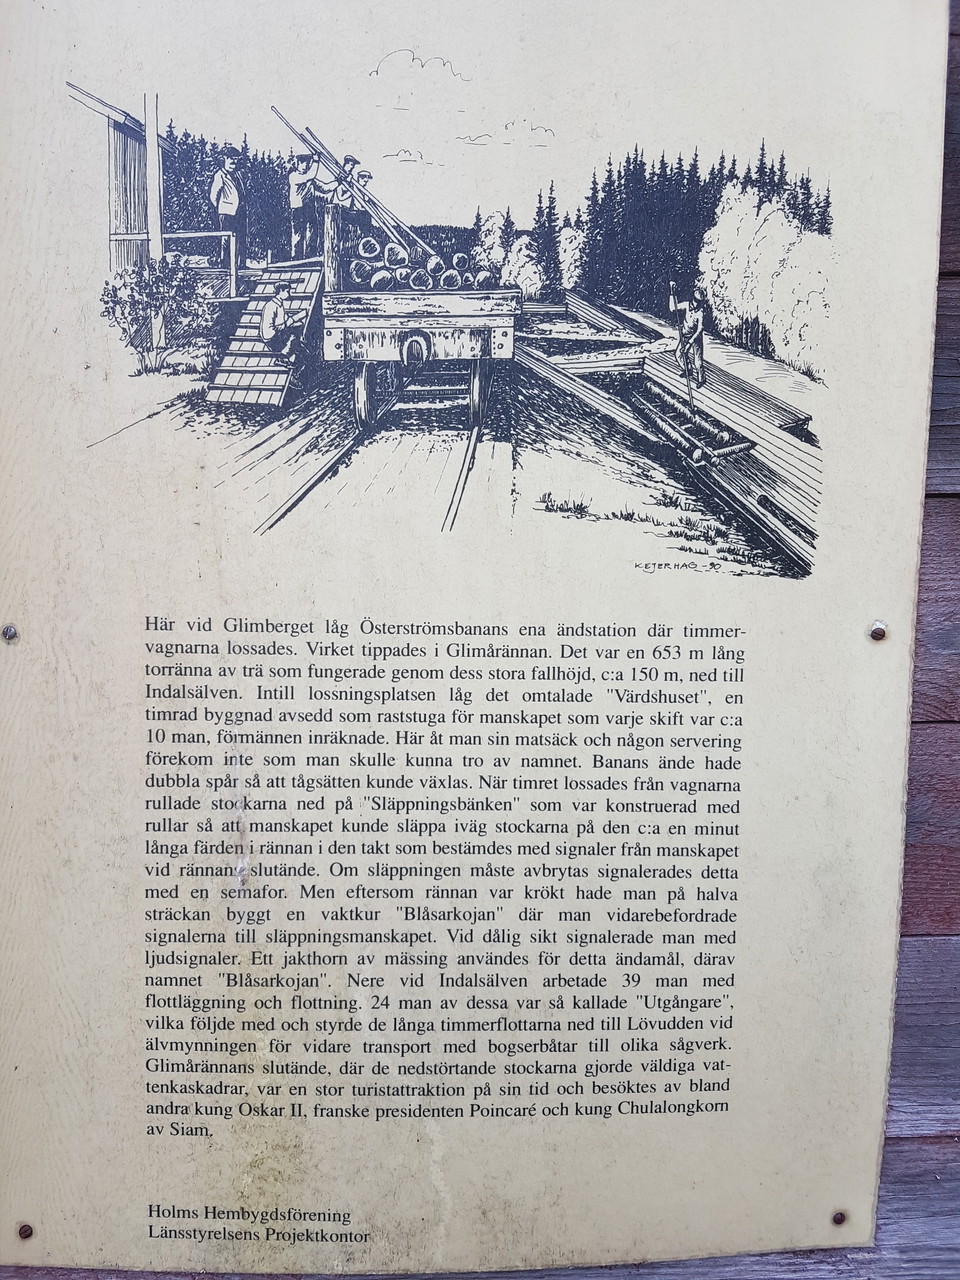 KEJERHAG -90
Här vid Glimberget låg Österströmsbanans ena ändstation där timmer-
vagnarna lossades. Virket tippades i Glimårännan. Det var en 653 m lång
torränna av trä som fungerade genom dess stora fallhöjd, c:a 150 m, ned till
Indalsälven. Intill lossningsplatsen låg det omtalade "Värdshuset", en
timrad byggnad avsedd som raststuga för manskapet som varje skift var c:a
10 man, förmännen inräknade. Här åt man sin matsäck och någon servering
förekom inte som man skulle kunna tro av namnet. Banans ände hade
dubbla spår så att tågsätten kunde växlas. När timret lossades från vagnarna
rullade stockarna ned på "Släppningsbänken" som var konstruerad med
rullar så att manskapet kunde släppa iväg stockarna på den c:a en minut
långa färden i rännan i den takt som bestämdes med signaler från manskapet
vid rännans slutände. Om släppningen måste avbrytas signalerades detta
med en semafor. Men eftersom rännan var krökt hade man på halva
sträckan byggt en vaktkur "Blåsarkojan" där man vidarebefordrade
signalerna till släppningsmanskapet. Vid dålig sikt signalerade man med
ljudsignaler. Ett jakthorn av mässing användes för detta ändamål, därav
namnet "Blåsarkojan". Nere vid Indalsälven arbetade 39 man med
flottläggning och flottning. 24 man av dessa var så kallade "Utgångare",
vilka följde med och styrde de långa timmerflottarna ned till Lövudden vid
älvmynningen för vidare transport med bogserbåtar till olika sågverk.
Glimårännans slutände, där de nedstörtande stockarna gjorde väldiga vat-
tenkaskadrar, var en stor turistattraktion på sin tid och besöktes av bland
andra kung Oskar II, franske presidenten Poincaré och kung Chulalongkorn
av Siam.
Holms Hembygdsförening
Länsstyrelsens Projektkontor